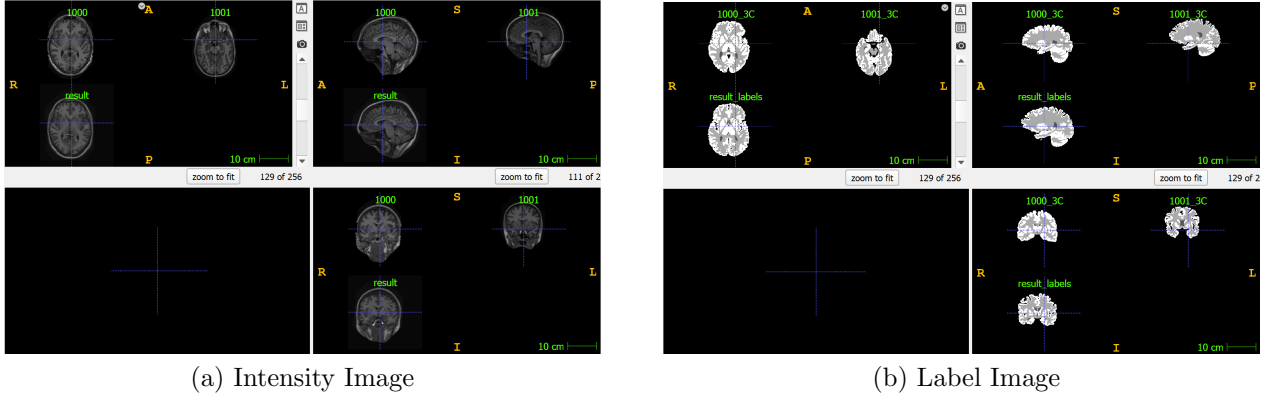 1000
A
1001
A
R
L
result
P
10 cm
zoom to fit
129 of 256
1000
S
1001
A
P
result
I
10 cm
zoom to fit
111 of 2
1000
S
1001
R
L
result
I
10 cm
(a) Intensity Image
1000_3C
A
1001_3C
A
R
L
result_labels
P
10 cm
zoom to fit
129 of 256
1000_3C
S
1001_3C
A
P
result_labels
I
10 cm
zoom to fit
129 of 2
1000_3C
S
1001_3C
R
L
result_labels
I
10 cm
(b) Label Image